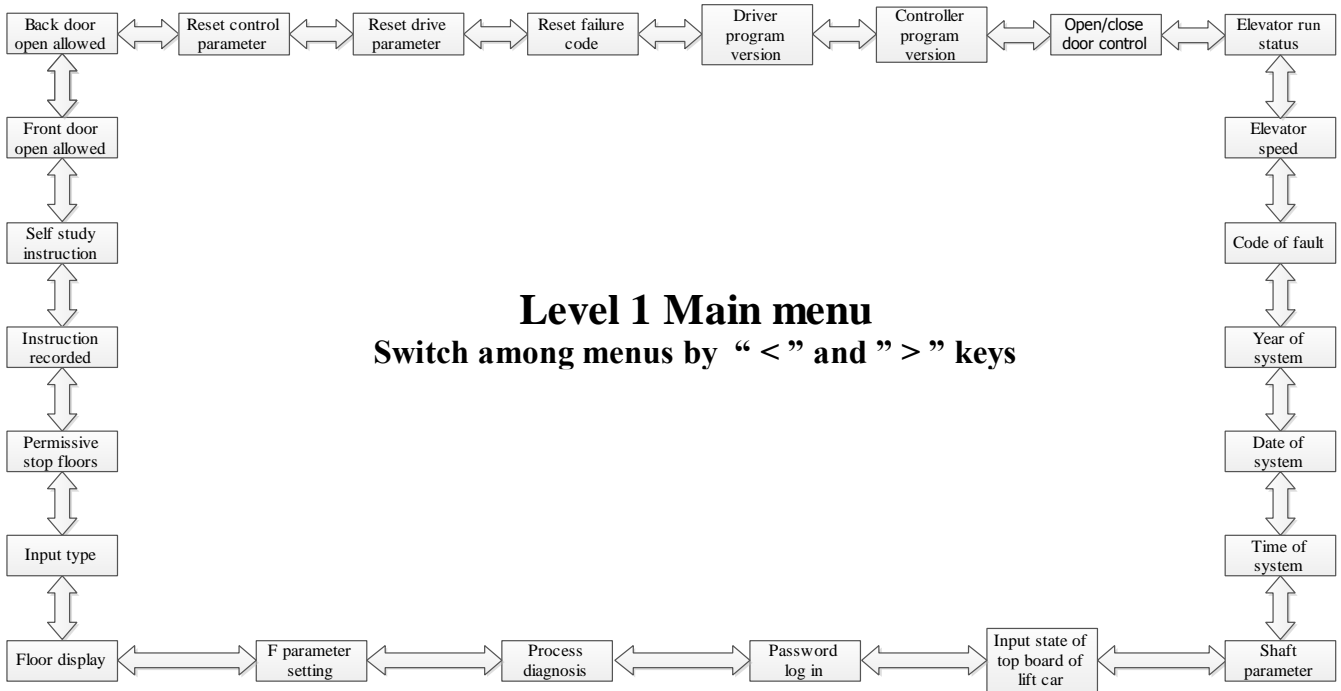 Back door
open allowed
Reset control
parameter
Reset drive
parameter
Reset failure
code
Driver
program
version
Controller
program
version
Open/close
door control
Elevator run
status
Front door
open allowed
Elevator
speed
Self study
instruction
Code of fault
Level 1 Main menu
Switch among menus by “ < ” and ” > ” keys
Instruction
recorded
Year of
system
Permissive
stop floors
Date of
system
Input type
Time of
system
Floor display
F parameter
setting
Process
diagnosis
Password
log in
Input state of
top board of
lift car
Shaft
parameter